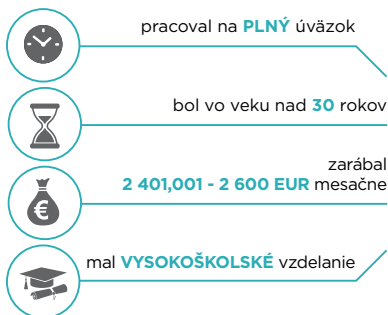 pracoval na PLNÝ úväzok
bol vo veku nad 30 rokov
zarábal
2 401,001 - 2 600 EUR mesačne
€
mal VYSOKOŠKOLSKÉ vzdelanie